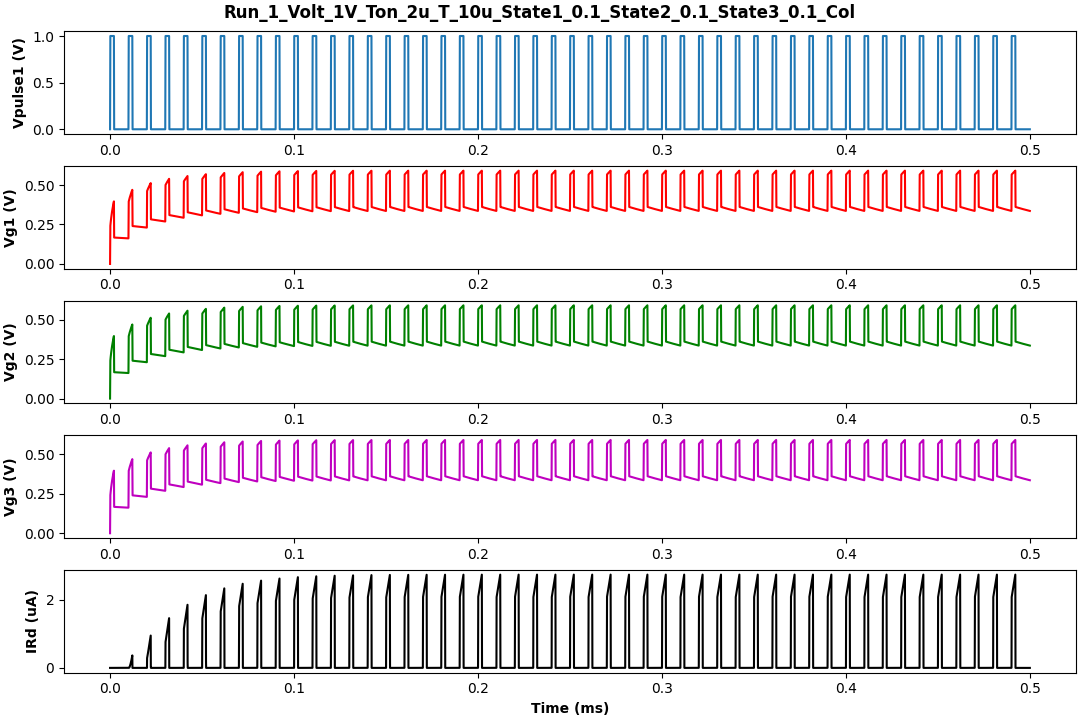 Run_1_Volt_1V_Ton_2u_T_10u_State1_0.1_State2_0.1_State3_0.1_Col
Vpulse1 (V)
1.0
0.5
0.0
0.0 0.1 0.2 0.3 0.4 0.5
Vg1 (V)
0.50
0.25
0.00
0.0 0.1 0.2 0.3 0.4 0.5
Vg2 (V)
0.50
0.25
0.00
0.0 0.1 0.2 0.3 0.4 0.5
Vg3 (V)
0.50
0.25
0.00
0.0 0.1 0.2 0.3 0.4 0.5
IRd (uA)
2
0
0.0 0.1 0.2 0.3 0.4 0.5
Time (ms)